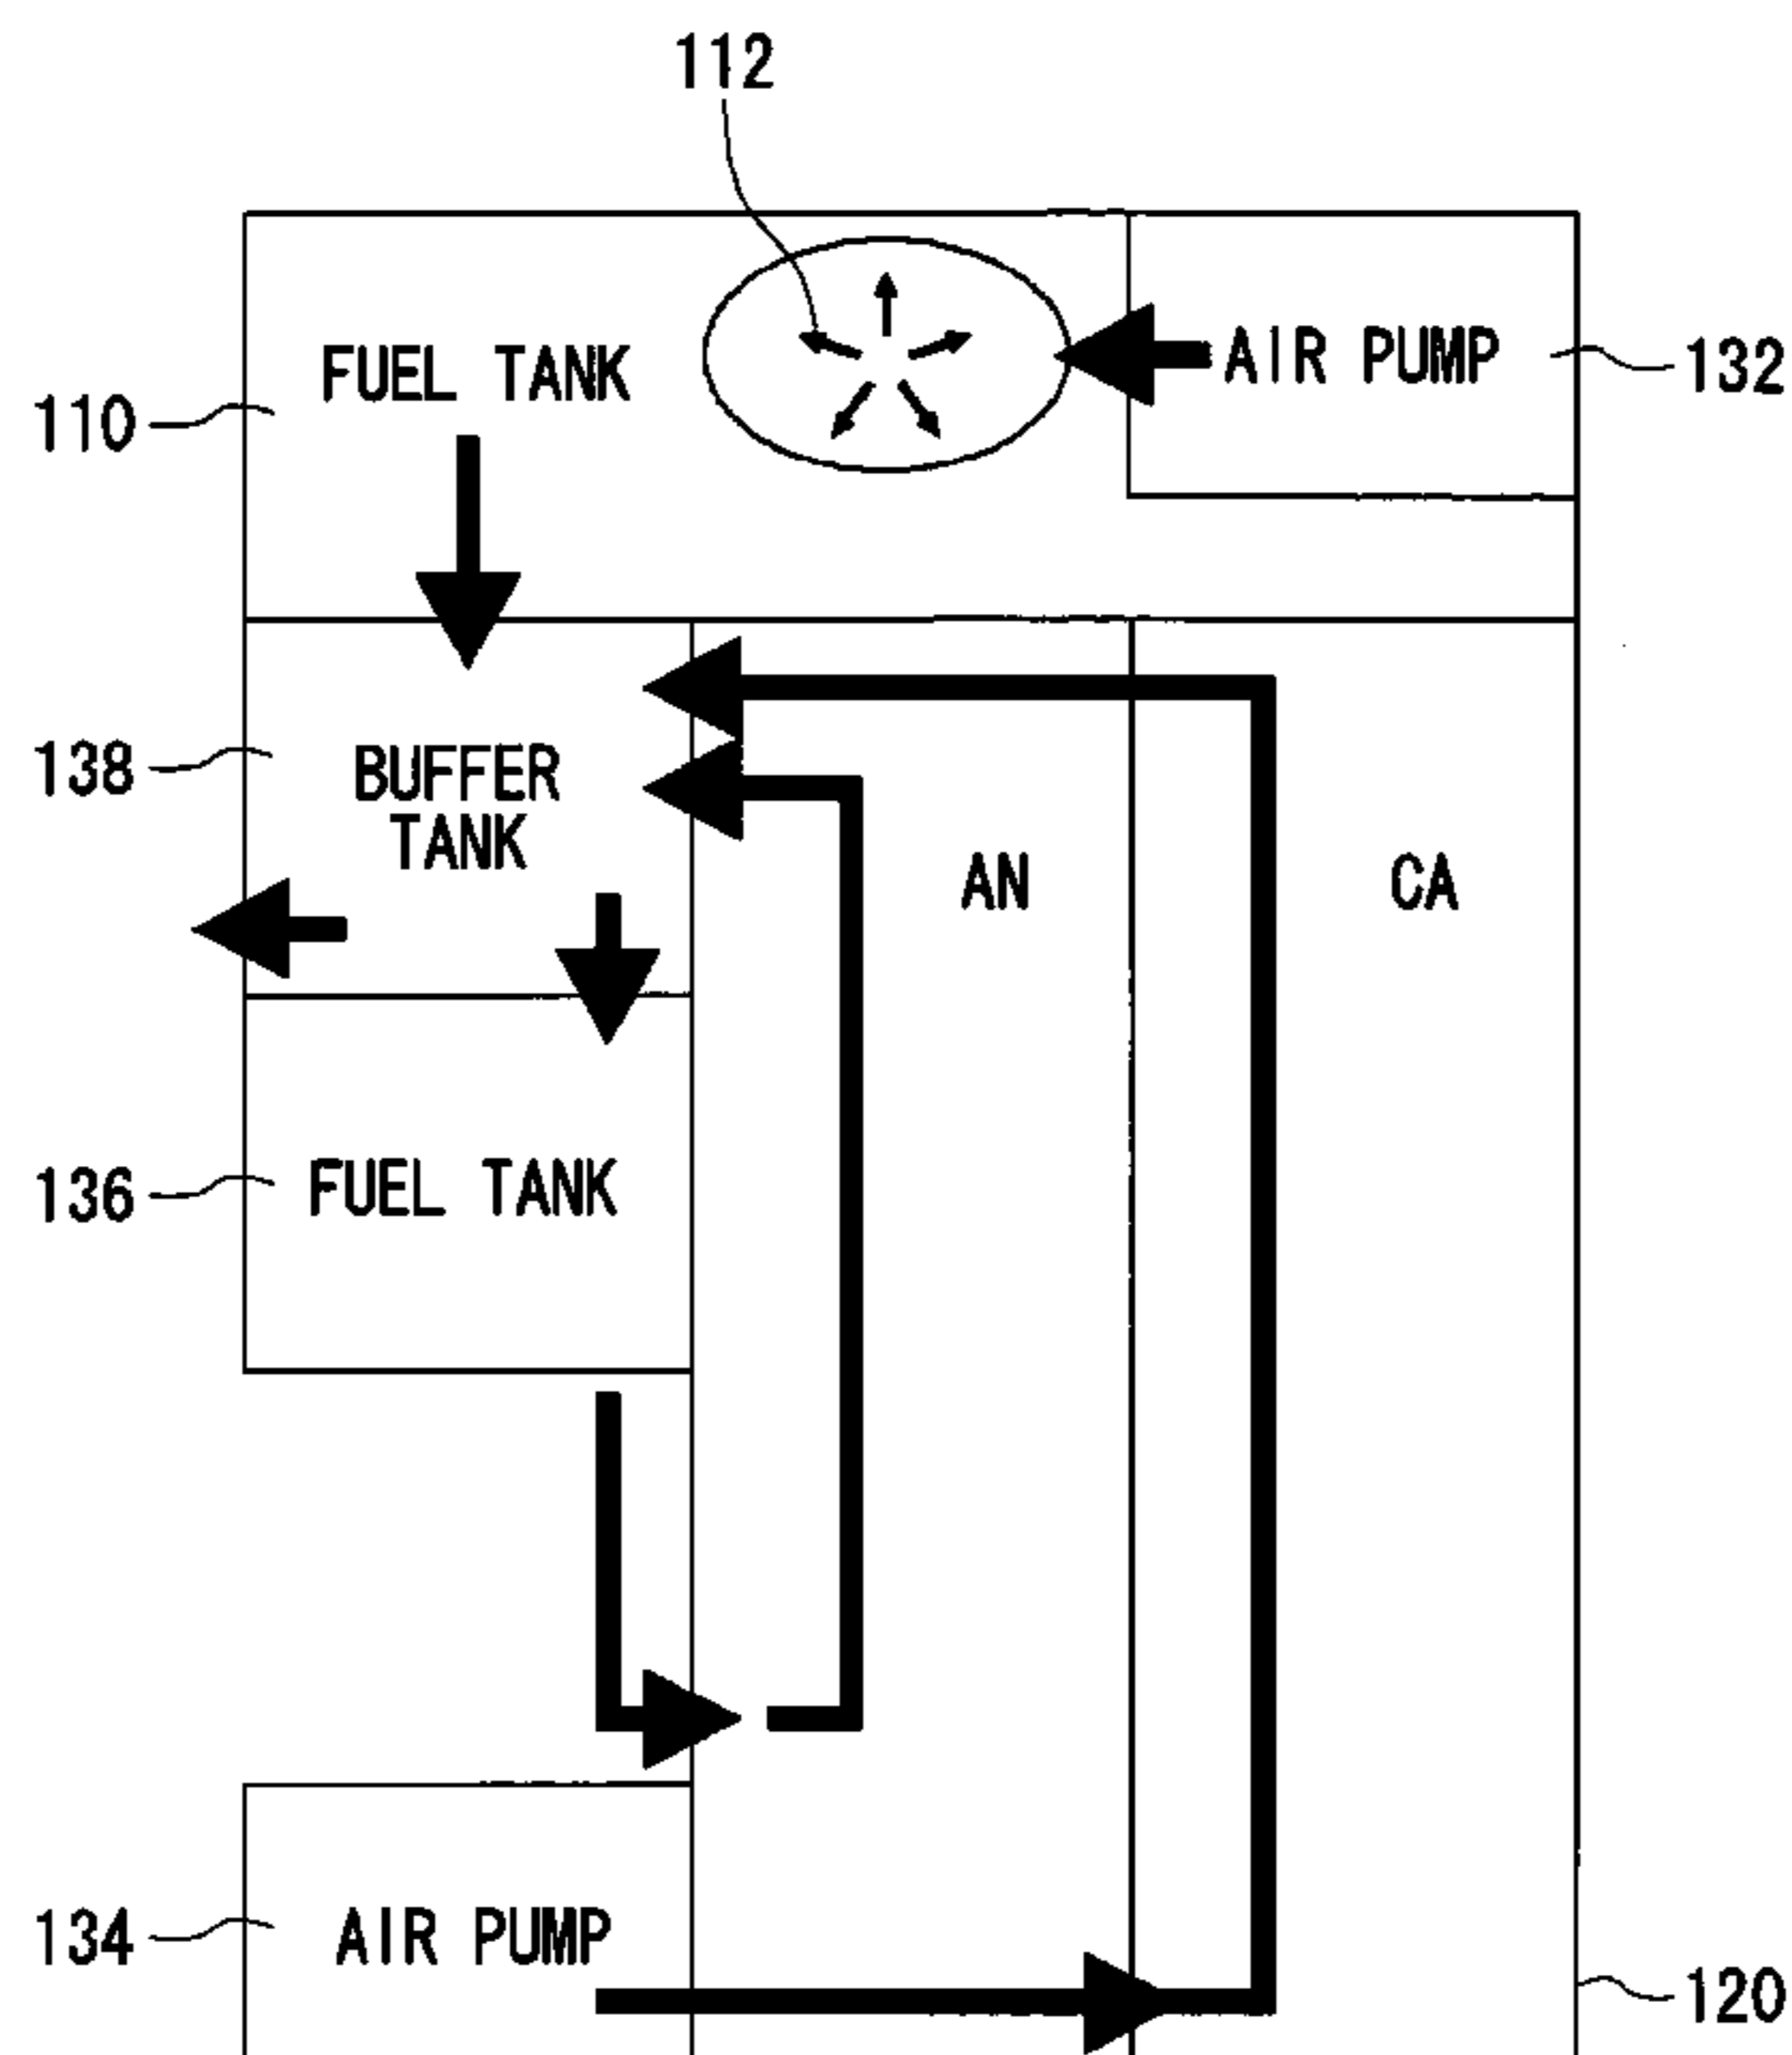 112
FUEL TANK
AIR PUMP
132
110
138
BUFFER
TANK
AN
CA
136
FUEL TANK
134
AIR PUMP
120